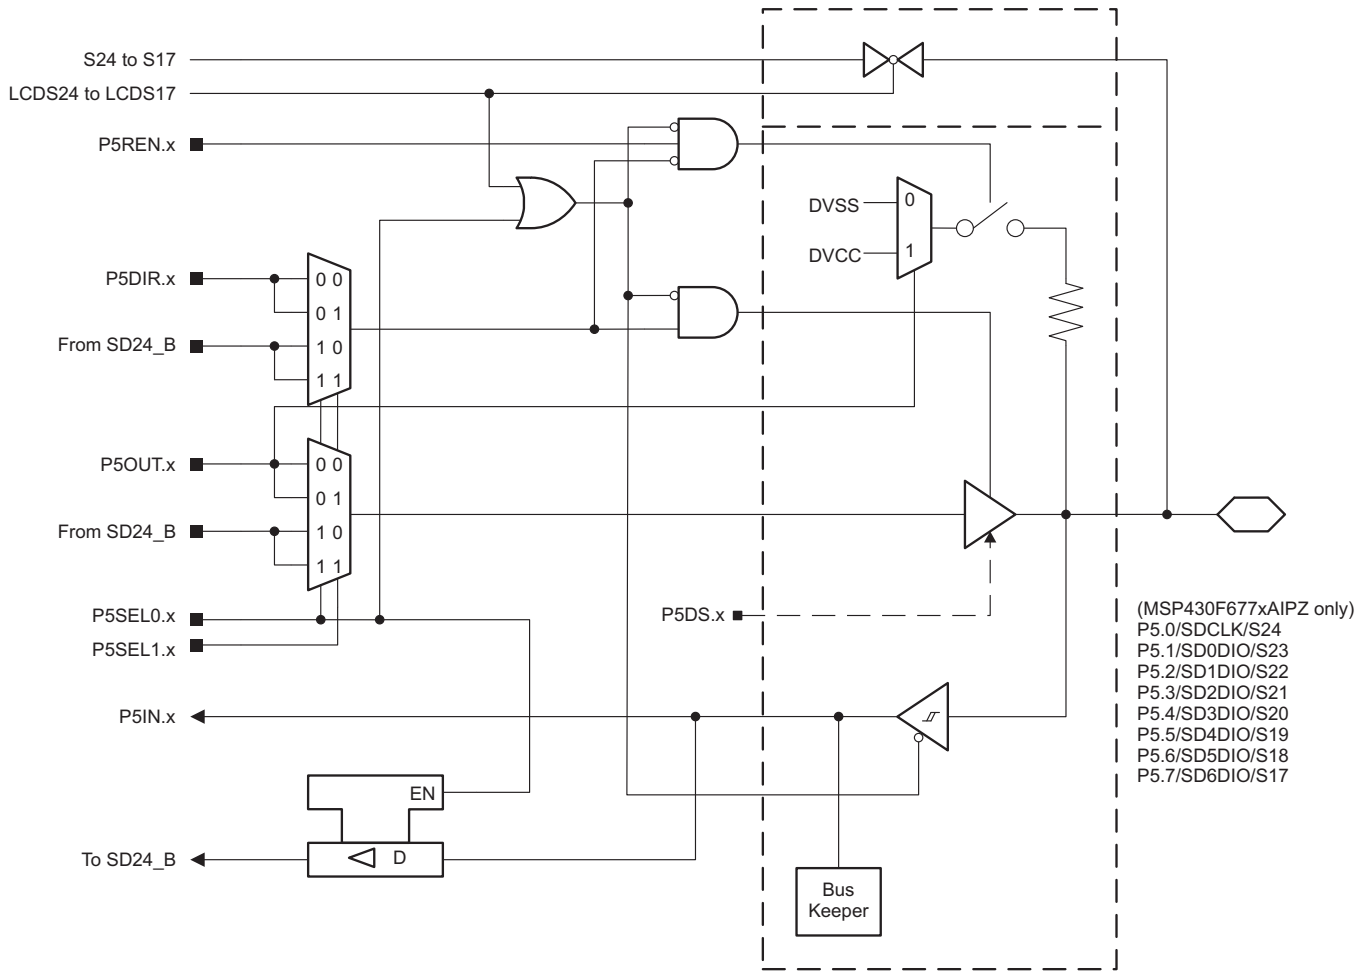 S24 to S17
LCDS24 to LCDS17
P5REN.x
DVSS
0
DVCC
1
P5DIR.x
0 0
0 1
From SD24_B
1 0
1 1
P5OUT.x
0 0
0 1
From SD24_B
1 0
1 1
P5SEL0.x
P5SEL1.x
P5DS.x
(MSP430F677xAIPZ only)
P5.0/SDCLK/S24
P5.1/SD0DIO/S23
P5.2/SD1DIO/S22
P5.3/SD2DIO/S21
P5.4/SD3DIO/S20
P5.5/SD4DIO/S19
P5.6/SD5DIO/S18
P5.7/SD6DIO/S17
P5IN.x
EN
To SD24_B
D
Bus
Keeper